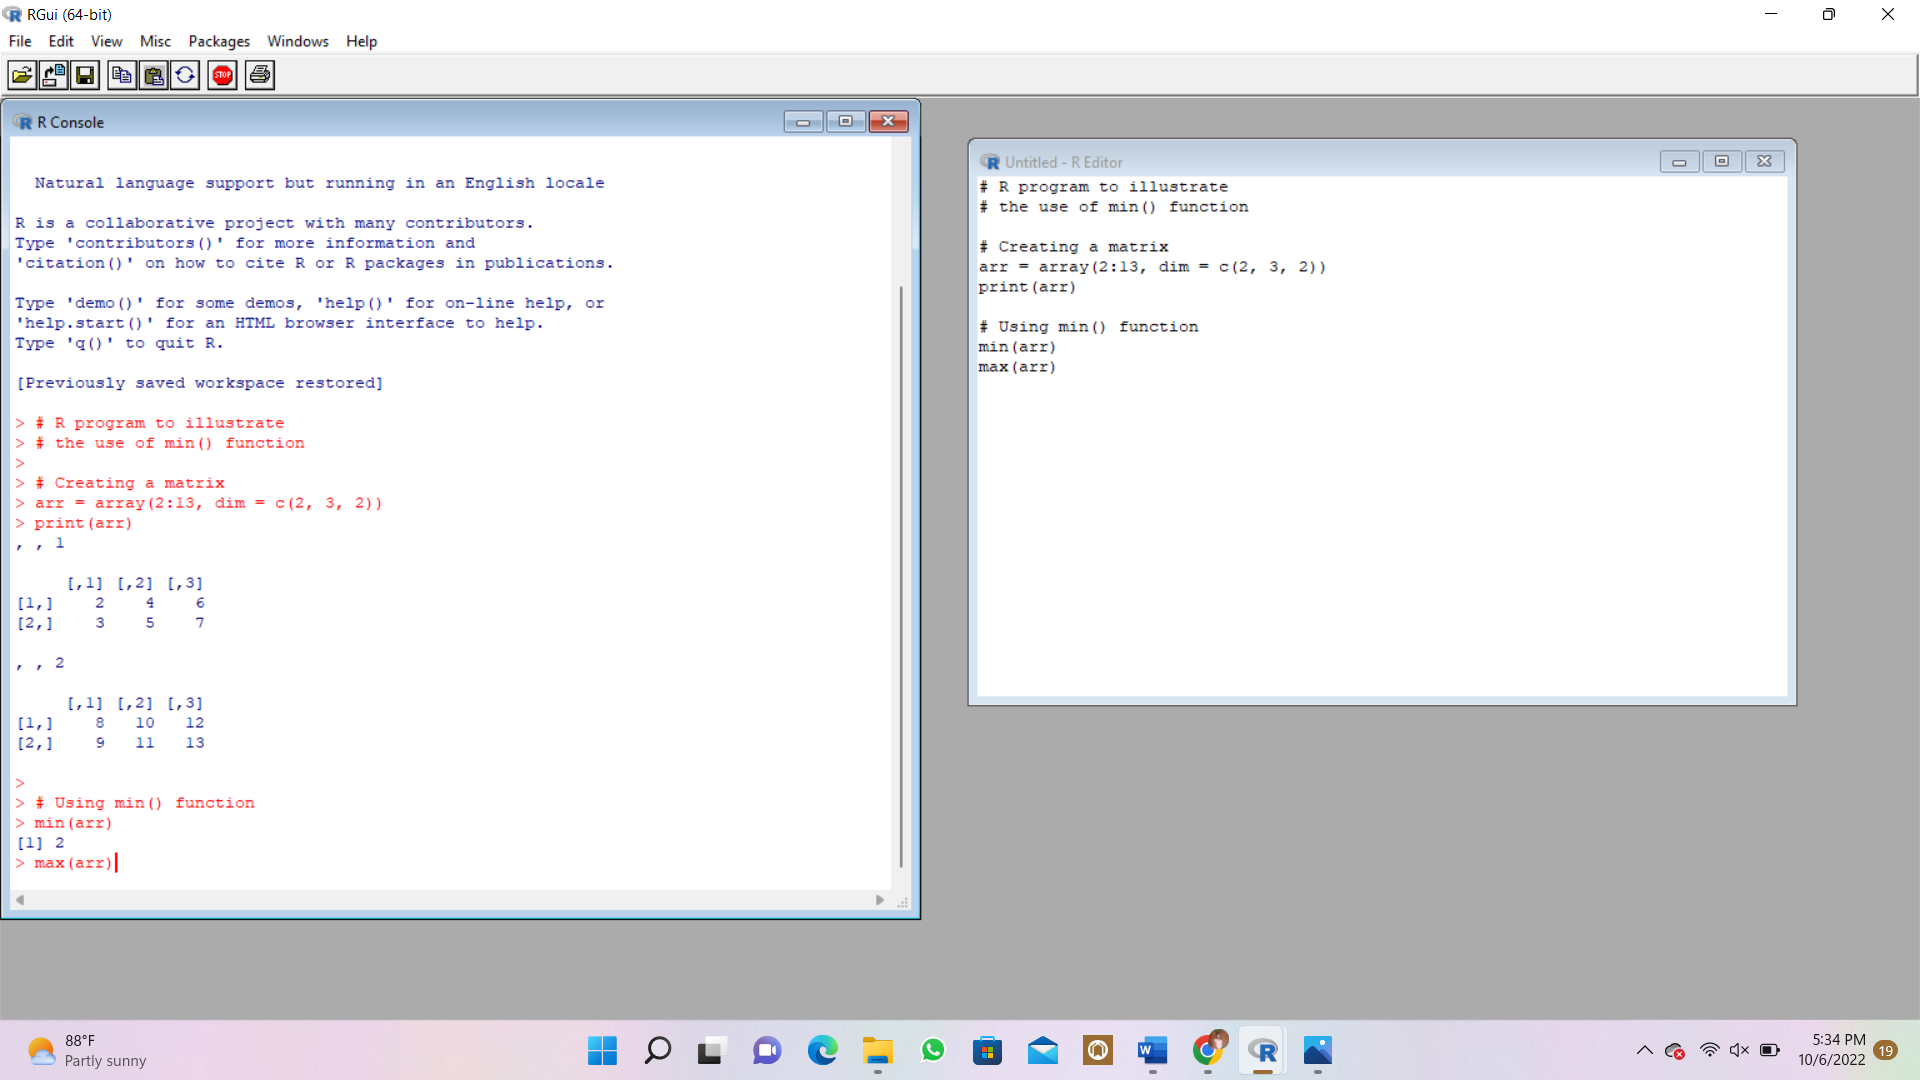 RGui (64-bit)
File Edit View Misc Packages Windows Help
STOP
R Console
Natural language support but running in an English locale
R is a collaborative project with many contributors.
Type 'contributors()' for more information and
'citation()' on how to cite R or R packages in publications.
Type 'demo()' for some demos, 'help()' for on-line help, or
'help.start()' for an HTML browser interface to help.
Type 'q()' to quit R.
[Previously saved workspace restored]
> # R program to illustrate
> # the use of min() function
>
> # Creating a matrix
> arr = array(2:13, dim = c(2, 3, 2))
> print(arr)
, , 1
[,1] [,2] [,3]
[1,] 2 4 6
[2,] 3 5 7
, , 2
[,1] [,2] [,3]
[1,] 8 10 12
[2,] 9 11 13
>
> # Using min() function
> min(arr)
[1] 2
> max(arr)
Untitled - R Editor
# R program to illustrate
# the use of min() function
# Creating a matrix
arr = array(2:13, dim = c(2, 3, 2))
print(arr)
# Using min() function
min(arr)
max(arr)
88°F
Partly sunny
5:34 PM
10/6/2022
19